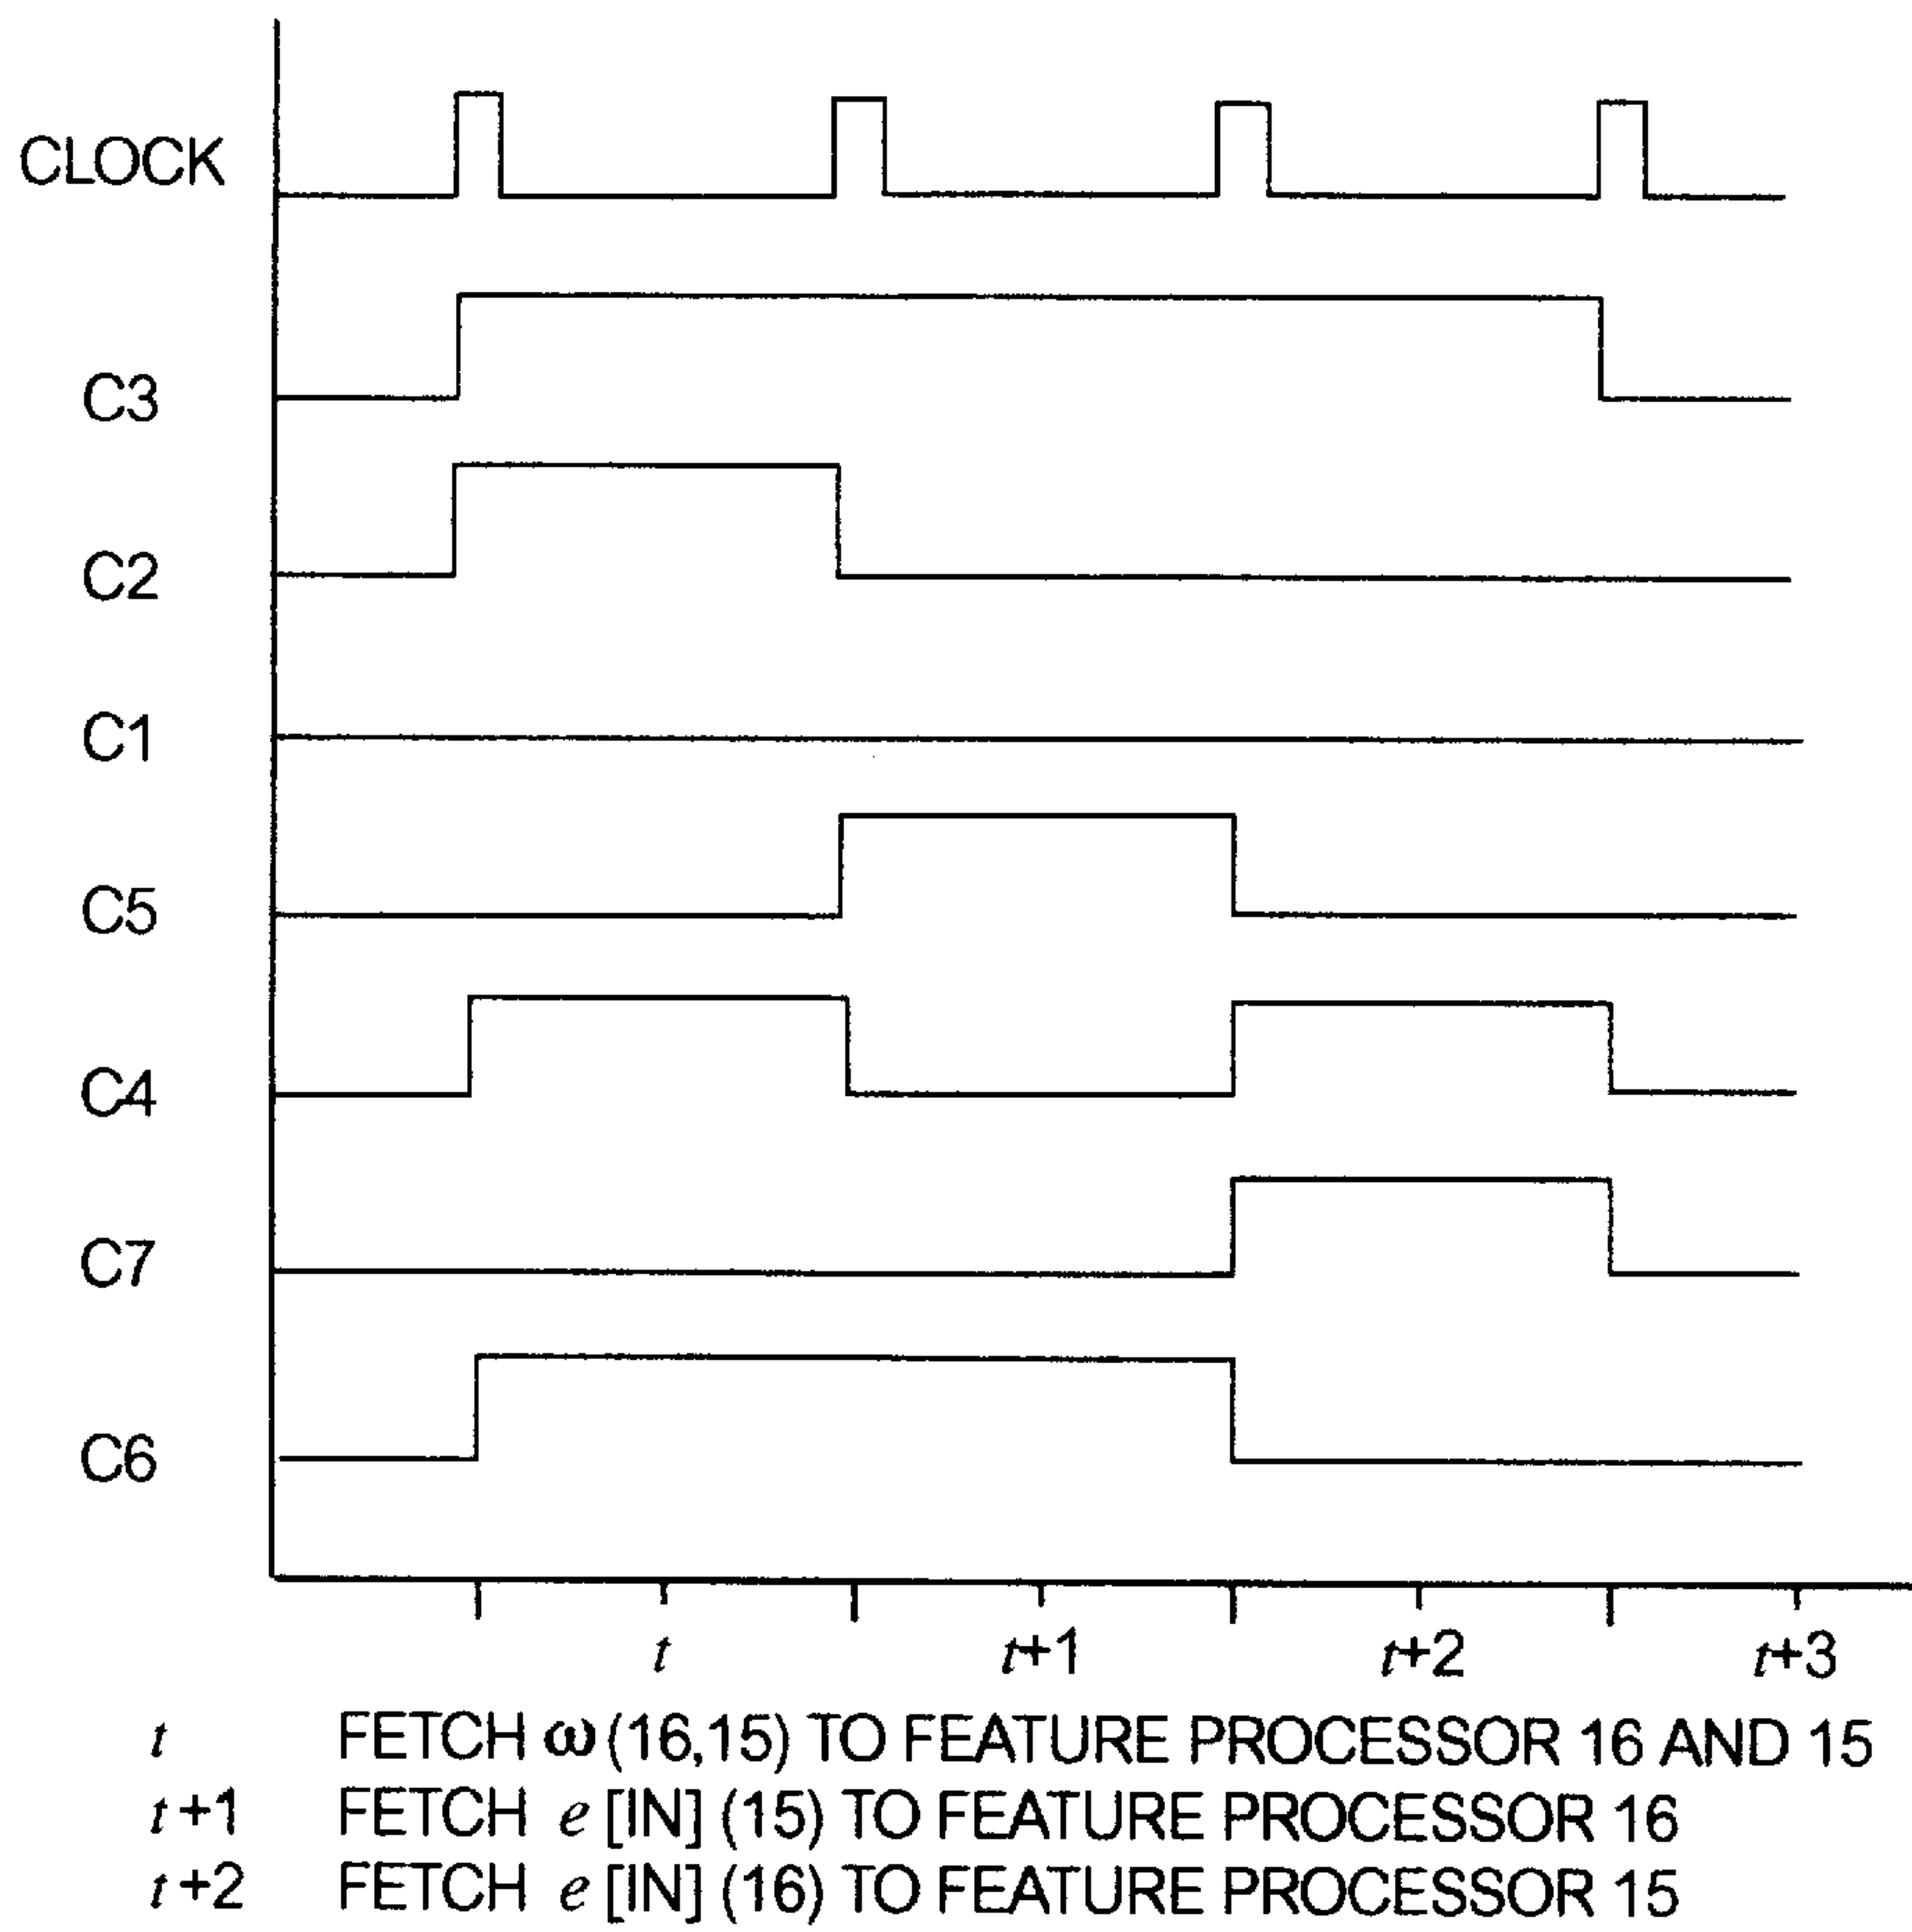 CLOCK
C3
C2
C1
C5
C4
C7
C6
t t+1 t+2 t+3
t FETCH ω (16,15) TO FEATURE PROCESSOR 16 AND 15
t+1 FETCH e [IN] (15) TO FEATURE PROCESSOR 16
t+2 FETCH e [IN] (16) TO FEATURE PROCESSOR 15